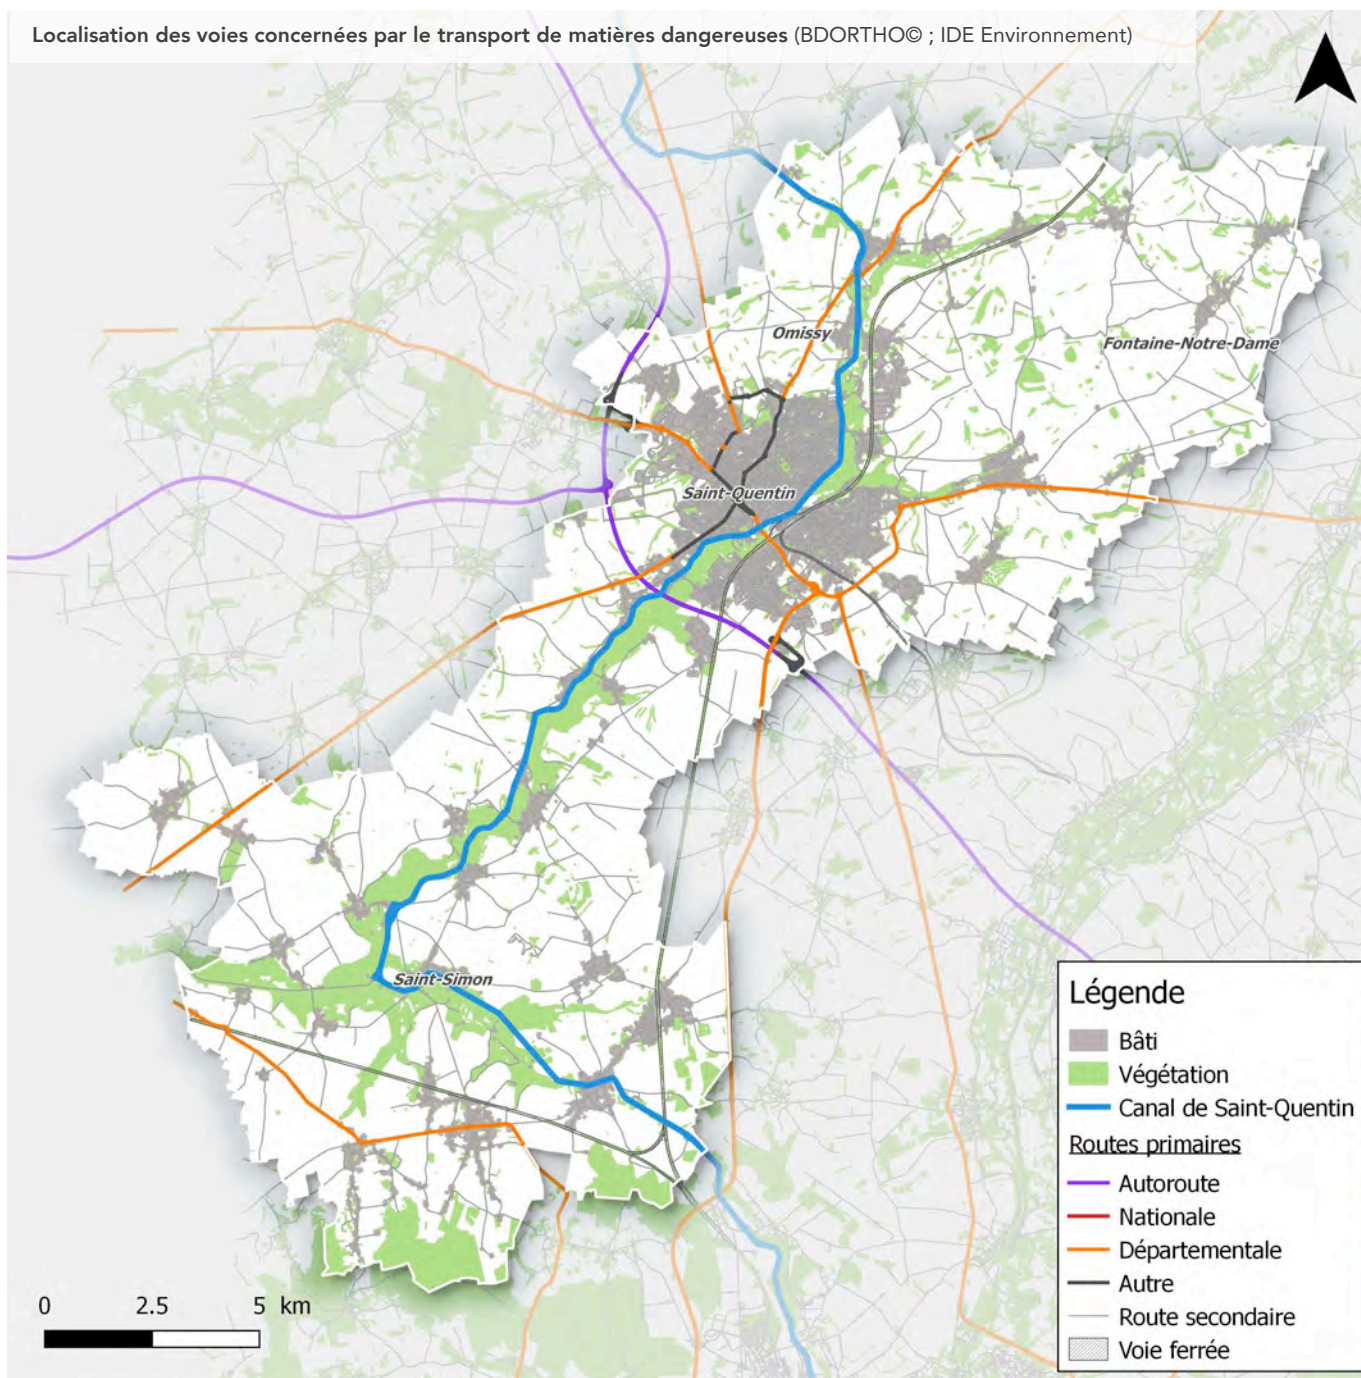 Localisation des voies concernées par le transport de matières dangereuses (BDORTHO© ; IDE Environnement)
Omissy
Fontaine-Notre-Dame
Saint-Quentin
Saint-Simon
Légende
Bâti
Végétation
Canal de Saint-Quentin
Routes primaires
Autoroute
Nationale
Départementale
Autre
Route secondaire
Voie ferrée
0 2.5 5 km